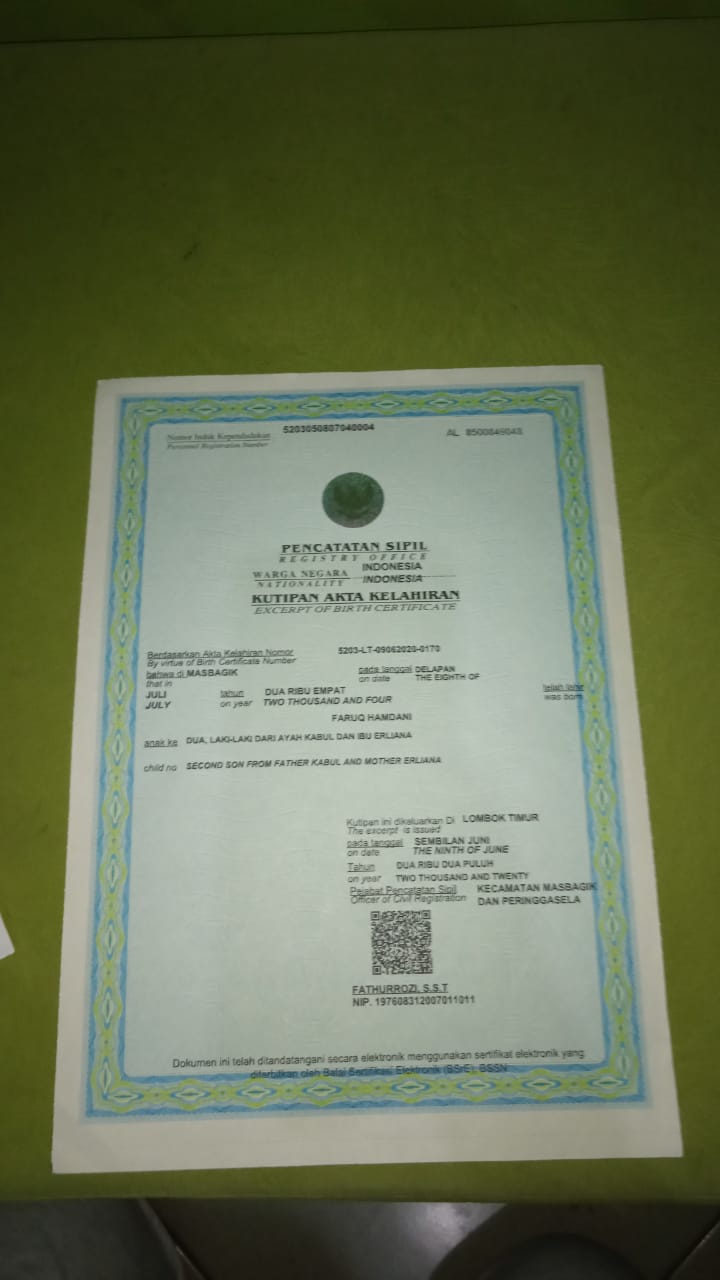 Nomor Induk Kependudukan 5203050807040004 AL 8500849048
Personel Registration Number
PENCATATAN SIPIL
REGISTRY OFFICE
WARGA NEGARA INDONESIA
NATIONALITY INDONESIA
KUTIPAN AKTA KELAHIRAN
EXCERPT OF BIRTH CERTIFICATE
Berdasarkan Akta Kelahiran Nomor 5203-LT-09062020-0170
By virtue of Birth Certificate Number
bahwa di MASBAGIK pada tanggal DELAPAN
that in on date THE EIGHTH OF
JULI tahun DUA RIBU EMPAT telah lahir
JULY on year TWO THOUSAND AND FOUR was born
FARUQ HAMDANI
anak ke DUA, LAKI-LAKI DARI AYAH KABUL DAN IBU ERLIANA
child no SECOND SON FROM FATHER KABUL AND MOTHER ERLIANA
Kutipan ini dikeluarkan Di LOMBOK TIMUR
The excerpt is issued
pada tanggal SEMBILAN JUNI
on date THE NINTH OF JUNE
Tahun DUA RIBU DUA PULUH
on year TWO THOUSAND AND TWENTY
Pejabat Pencatatan Sipil KECAMATAN MASBAGIK
Officer of Civil Registration DAN PERINGGASELA
FATHURROZI, S.S.T
NIP. 197608312007011011
Dokumen ini telah ditandatangani secara elektronik menggunakan sertifikat elektronik yang
diterbitkan oleh Balai Sertifikasi Elektronik (BSrE), BSSN